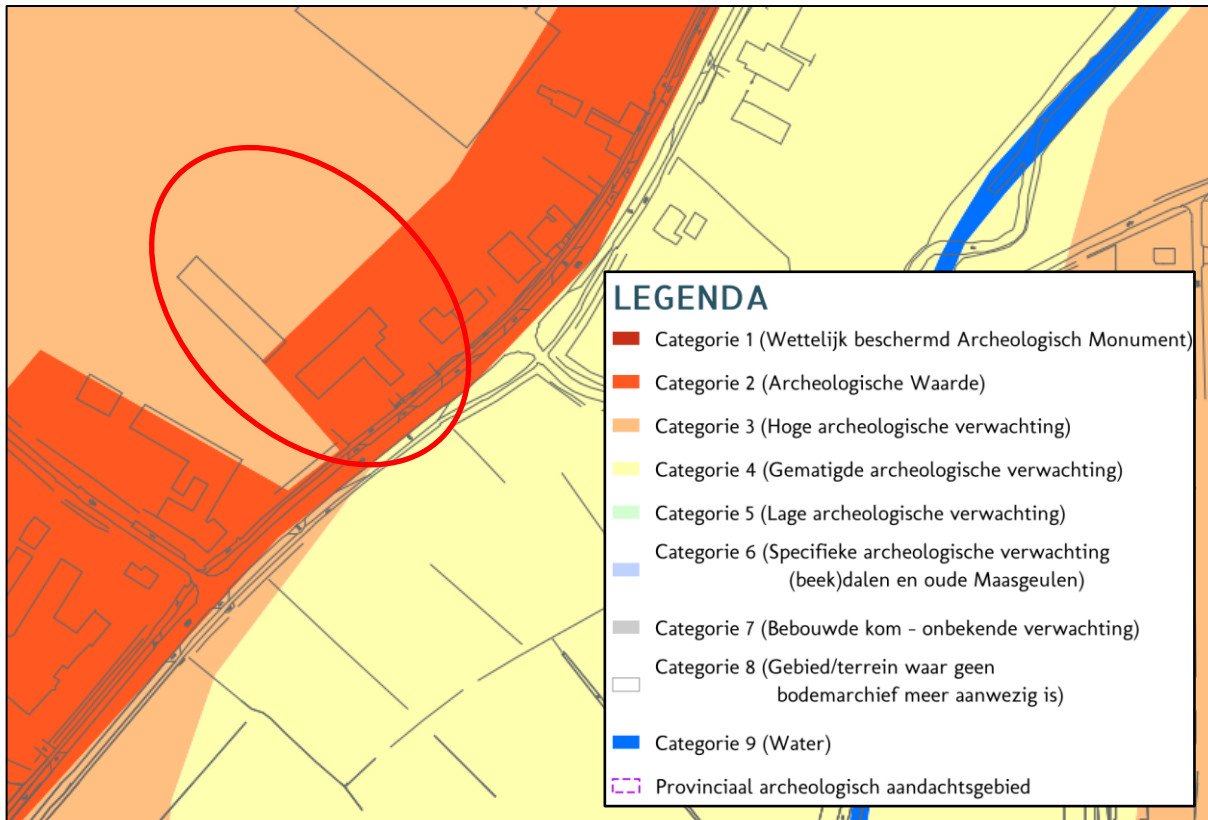 LEGENDA
Categorie 1 (Wettelijk beschermd Archeologisch Monument)
Categorie 2 (Archeologische Waarde)
Categorie 3 (Hoge archeologische verwachting)
Categorie 4 (Gematigde archeologische verwachting)
Categorie 5 (Lage archeologische verwachting)
Categorie 6 (Specifieke archeologische verwachting
(beek)dalen en oude Maasgeulen)
Categorie 7 (Bebouwde kom - onbekende verwachting)
Categorie 8 (Gebied/terrein waar geen
bodemarchief meer aanwezig is)
Categorie 9 (Water)
Provinciaal archeologisch aandachtsgebied